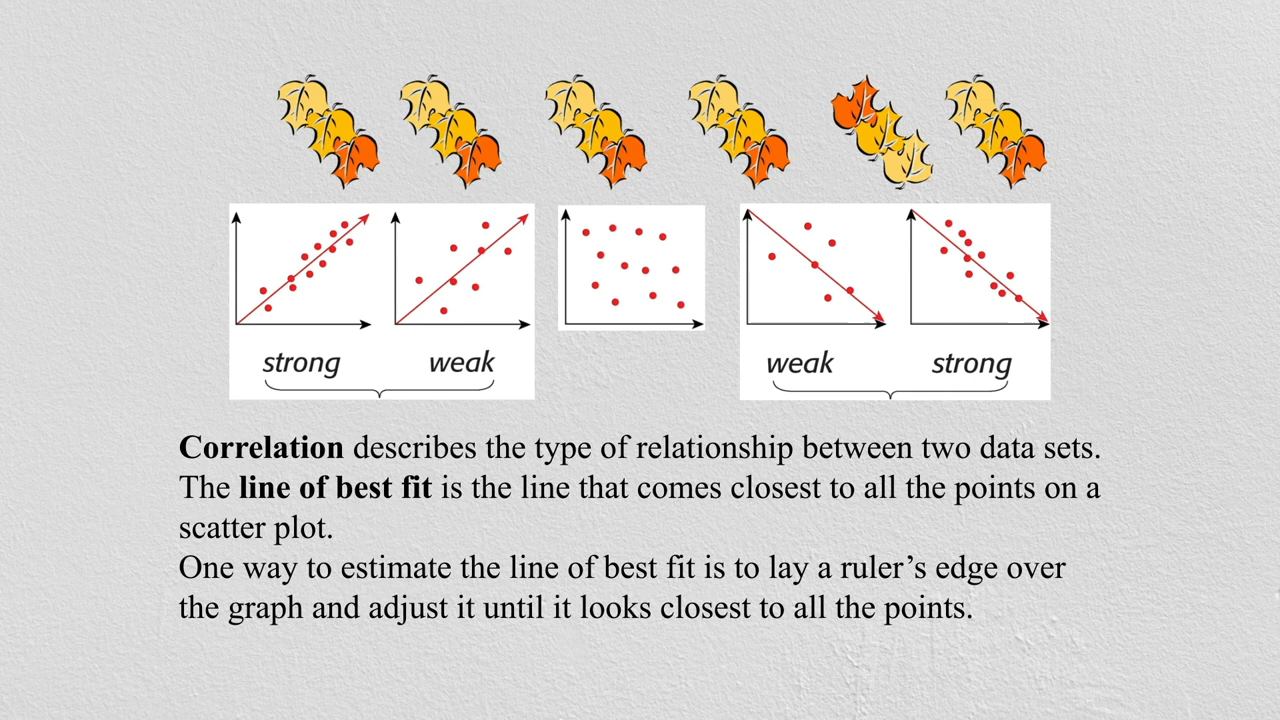 strong weak weak strong
Correlation describes the type of relationship between two data sets.
The line of best fit is the line that comes closest to all the points on a
scatter plot.
One way to estimate the line of best fit is to lay a ruler’s edge over
the graph and adjust it until it looks closest to all the points.